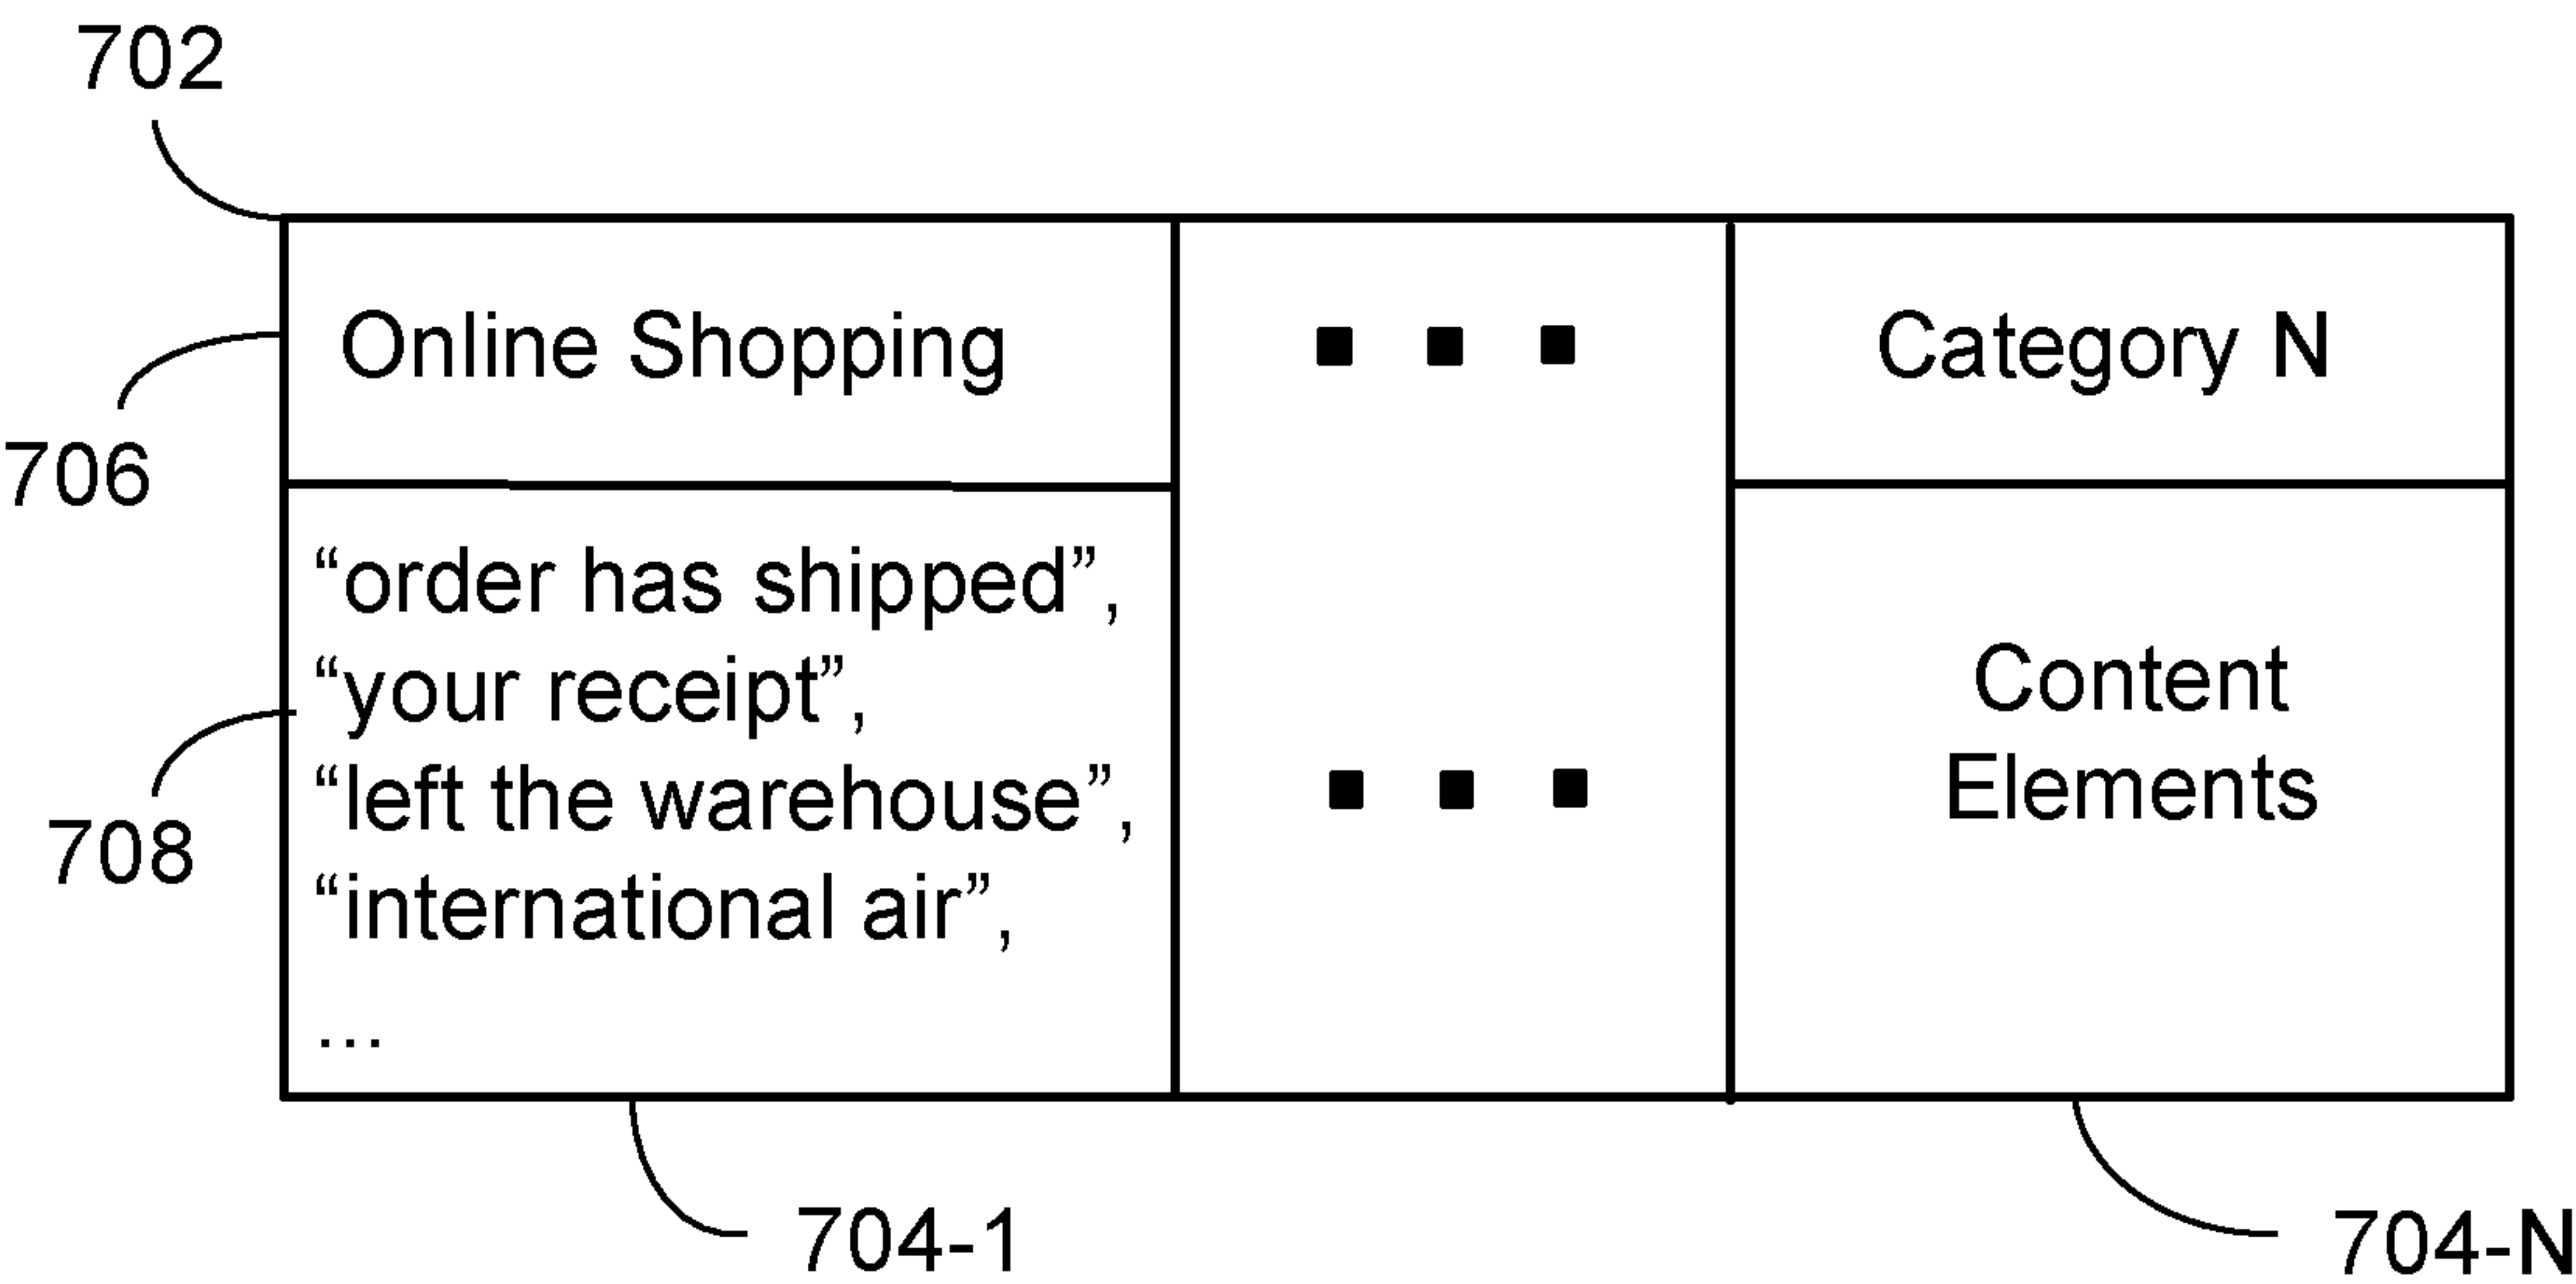 702
Online Shopping
▪ ▪ ▪
Category N
706
“order has shipped”,
“your receipt”,
“left the warehouse”,
“international air”,
...
708
▪ ▪ ▪
Content
Elements
704-1
704-N